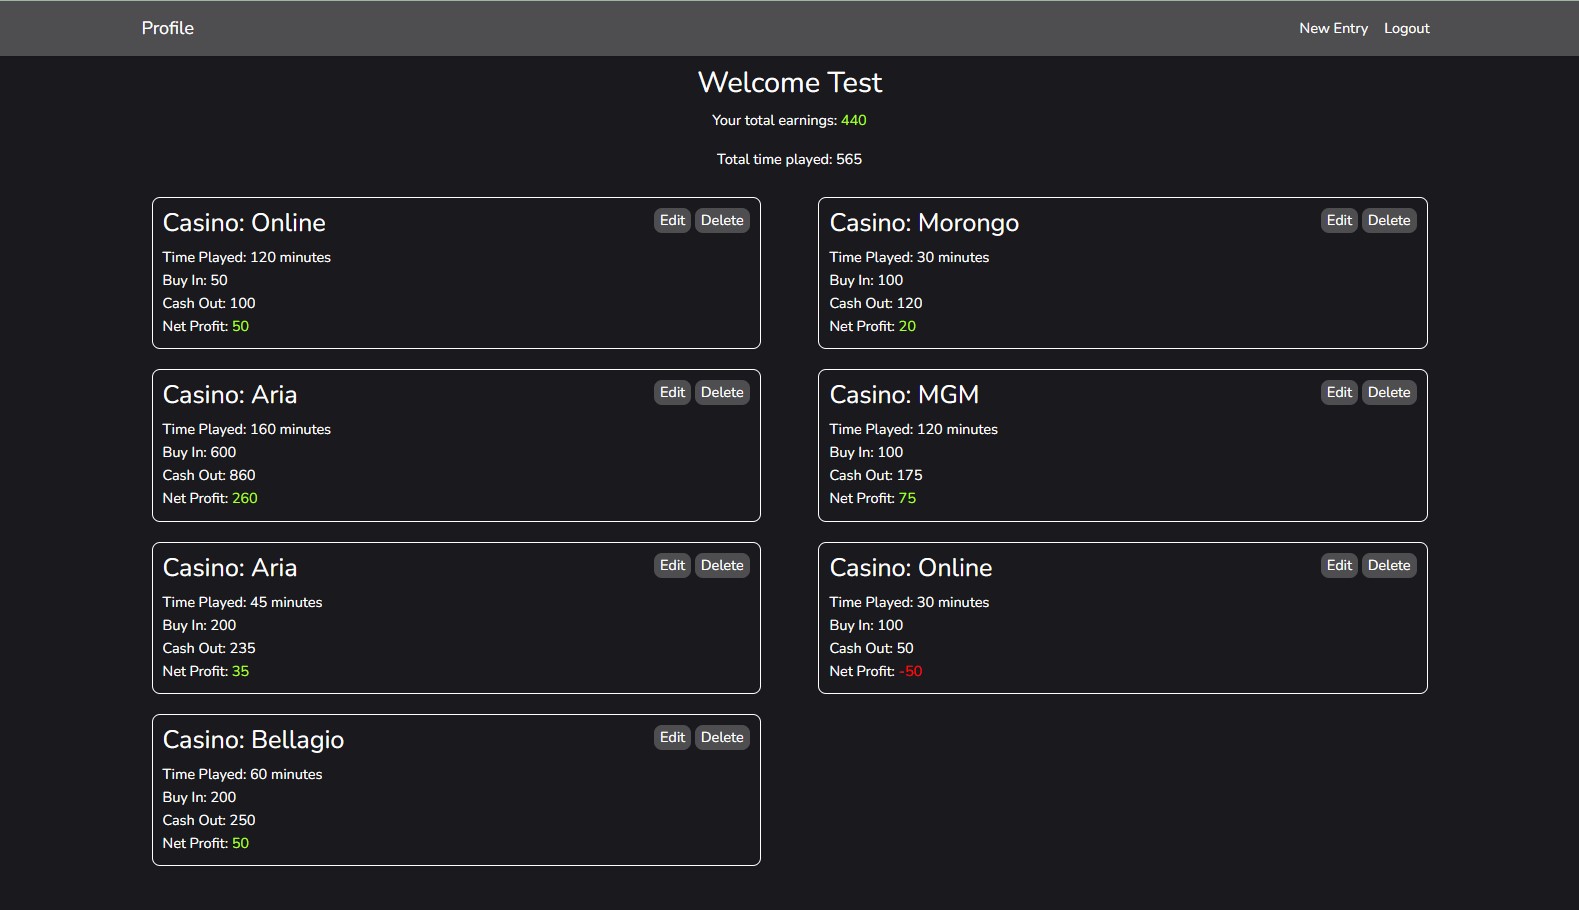 Profile
New Entry
Logout
Welcome Test
Your total earnings: 440
Total time played: 565
Casino: Online
Edit
Delete
Time Played: 120 minutes
Buy In: 50
Cash Out: 100
Net Profit: 50
Casino: Morongo
Edit
Delete
Time Played: 30 minutes
Buy In: 100
Cash Out: 120
Net Profit: 20
Casino: Aria
Edit
Delete
Time Played: 160 minutes
Buy In: 600
Cash Out: 860
Net Profit: 260
Casino: MGM
Edit
Delete
Time Played: 120 minutes
Buy In: 100
Cash Out: 175
Net Profit: 75
Casino: Aria
Edit
Delete
Time Played: 45 minutes
Buy In: 200
Cash Out: 235
Net Profit: 35
Casino: Online
Edit
Delete
Time Played: 30 minutes
Buy In: 100
Cash Out: 50
Net Profit: -50
Casino: Bellagio
Edit
Delete
Time Played: 60 minutes
Buy In: 200
Cash Out: 250
Net Profit: 50